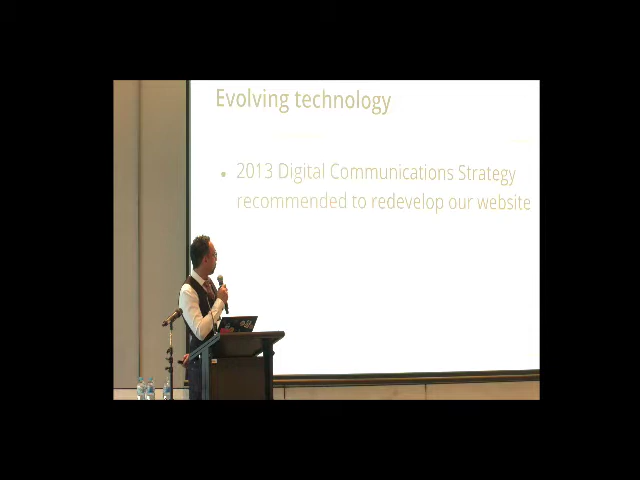 Evolving technology
• 2013 Digital Communications Strategy
recommended to redevelop our website